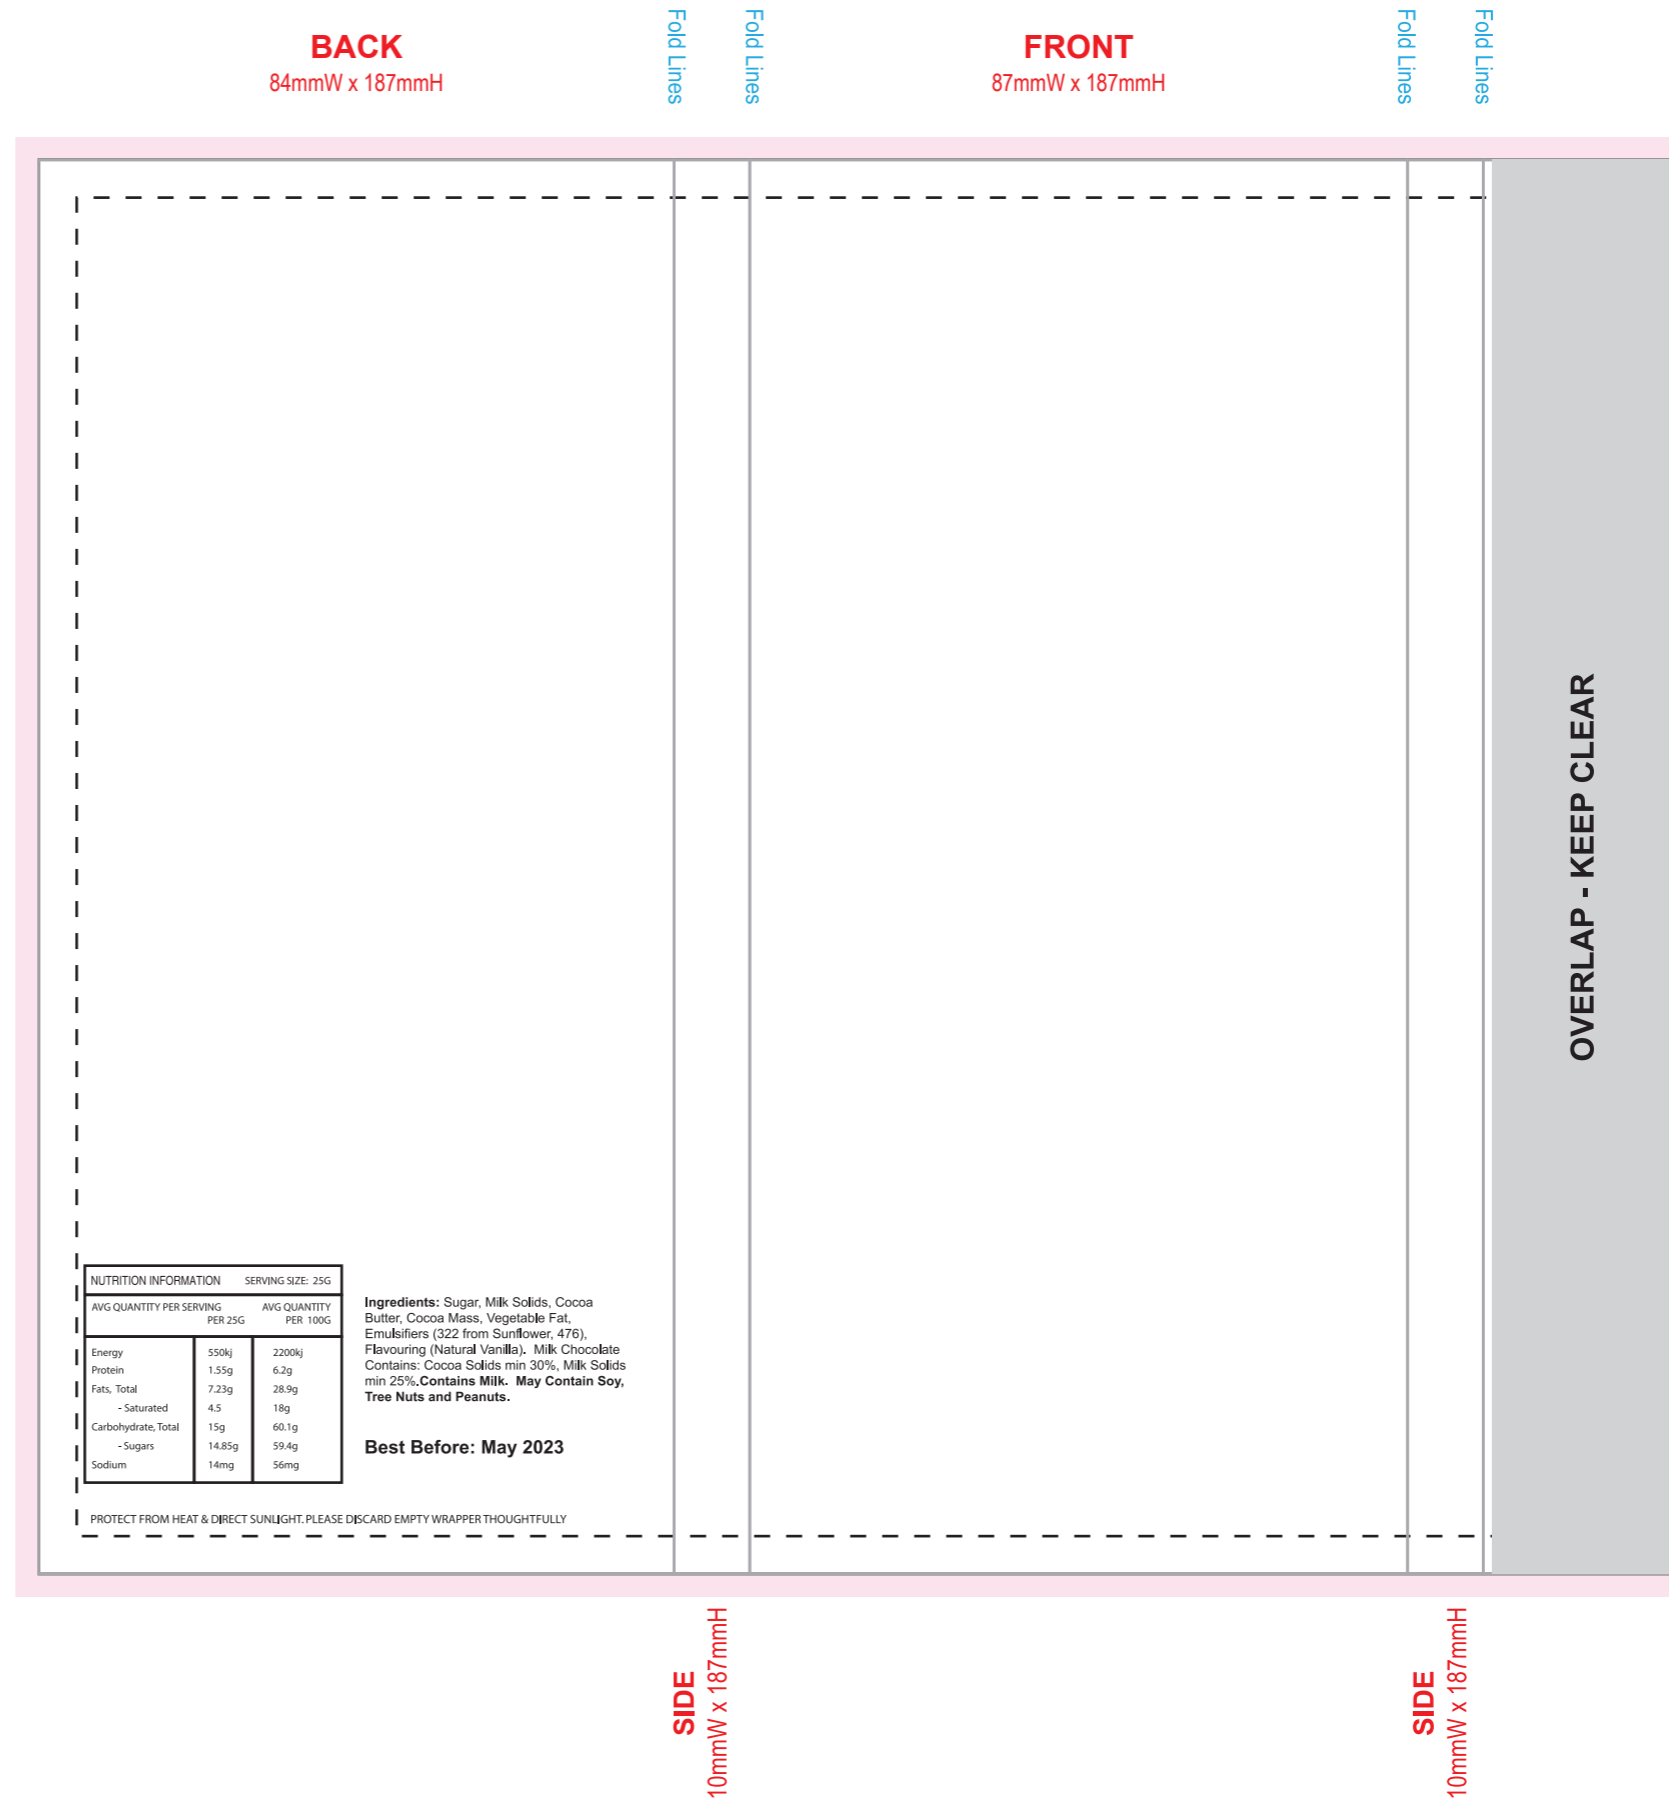 BACK
84mmW x 187mmH
Fold Lines
Fold Lines
FRONT
87mmW x 187mmH
Fold Lines
Fold Lines
OVERLAP - KEEP CLEAR
NUTRITION INFORMATION SERVING SIZE: 25G
AVG QUANTITY PER SERVING AVG QUANTITY
PER 25G PER 100G
Energy 550kj 2200kj
Protein 1.55g 6.2g
Fats, Total 7.23g 28.9g
- Saturated 4.5 18g
Carbohydrate, Total 15g 60.1g
- Sugars 14.85g 59.4g
Sodium 14mg 56mg
Ingredients: Sugar, Milk Solids, Cocoa
Butter, Cocoa Mass, Vegetable Fat,
Emulsifiers (322 from Sunflower, 476),
Flavouring (Natural Vanilla). Milk Chocolate
Contains: Cocoa Solids min 30%, Milk Solids
min 25%.Contains Milk. May Contain Soy,
Tree Nuts and Peanuts.
Best Before: May 2023
PROTECT FROM HEAT & DIRECT SUNLIGHT. PLEASE DISCARD EMPTY WRAPPER THOUGHTFULLY
SIDE
10mmW x 187mmH
SIDE
10mmW x 187mmH